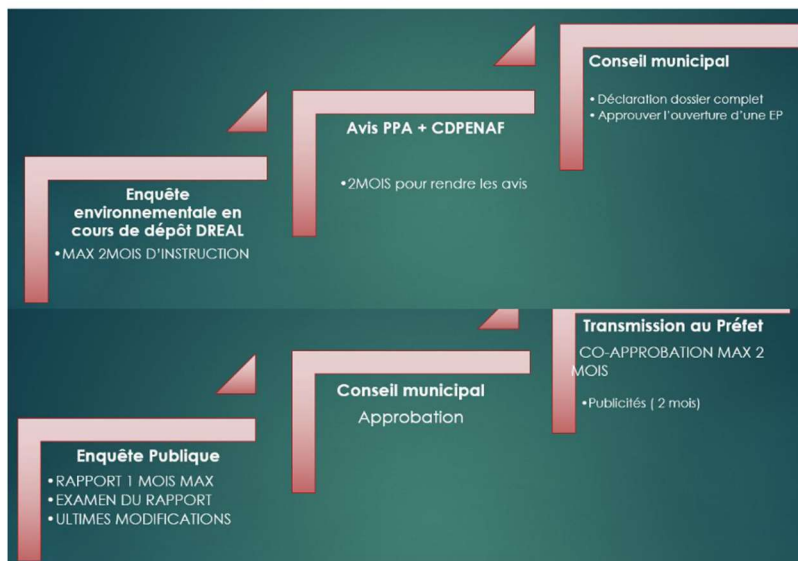 Enquête
environnementale en
cours de dépôt DREAL
•MAX 2MOIS D'INSTRUCTION
Avis PPA + CDPENAF
•2MOIS pour rendre les avis
Conseil municipal
• Déclaration dossier complet
• Approuver l'ouverture d'une EP
Enquête Publique
•RAPPORT 1 MOIS MAX
•EXAMEN DU RAPPORT
•ULTIMES MODIFICATIONS
Conseil municipal
Approbation
Transmission au Préfet
CO-APPROBATION MAX 2
MOIS
•Publicités ( 2 mois)